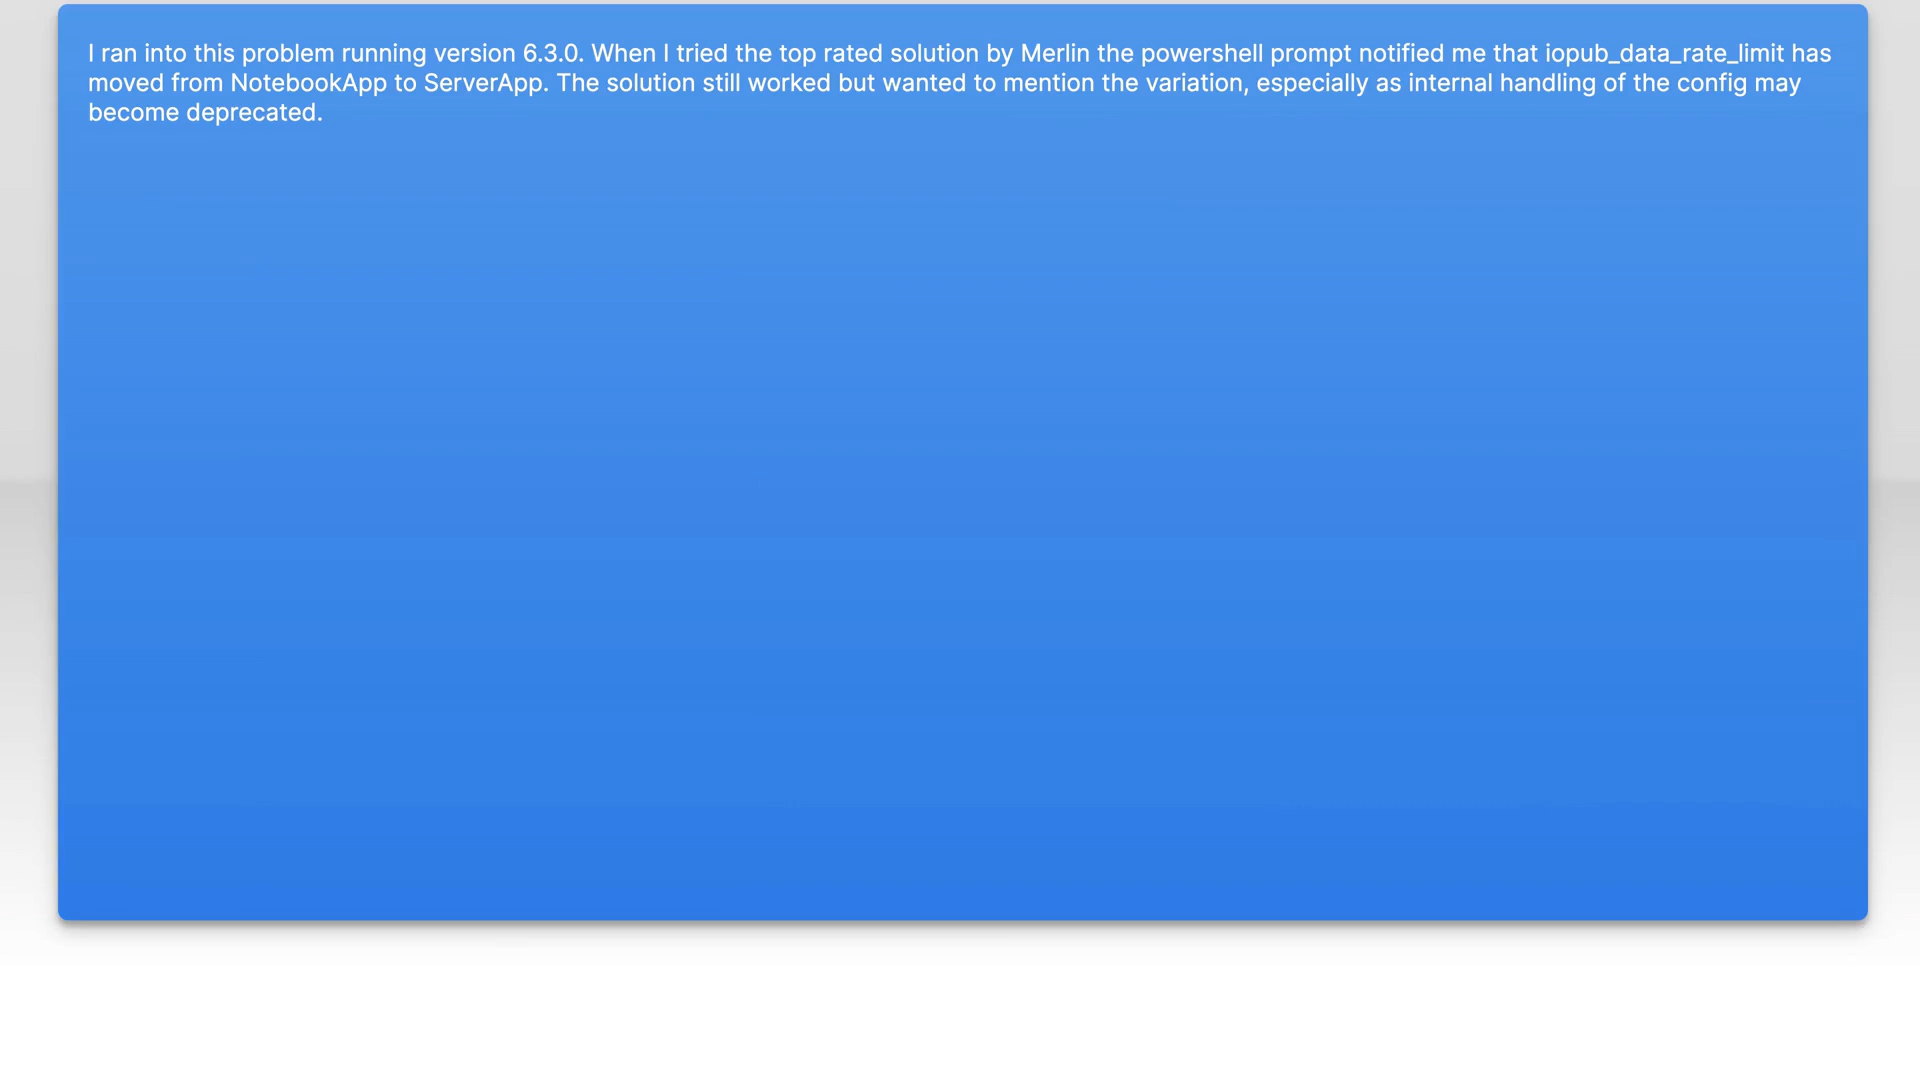 I ran into this problem running version 6.3.0. When I tried the top rated solution by Merlin the powershell prompt notified me that iopub_data_rate_limit has
moved from NotebookApp to ServerApp. The solution still worked but wanted to mention the variation, especially as internal handling of the config may
become deprecated.